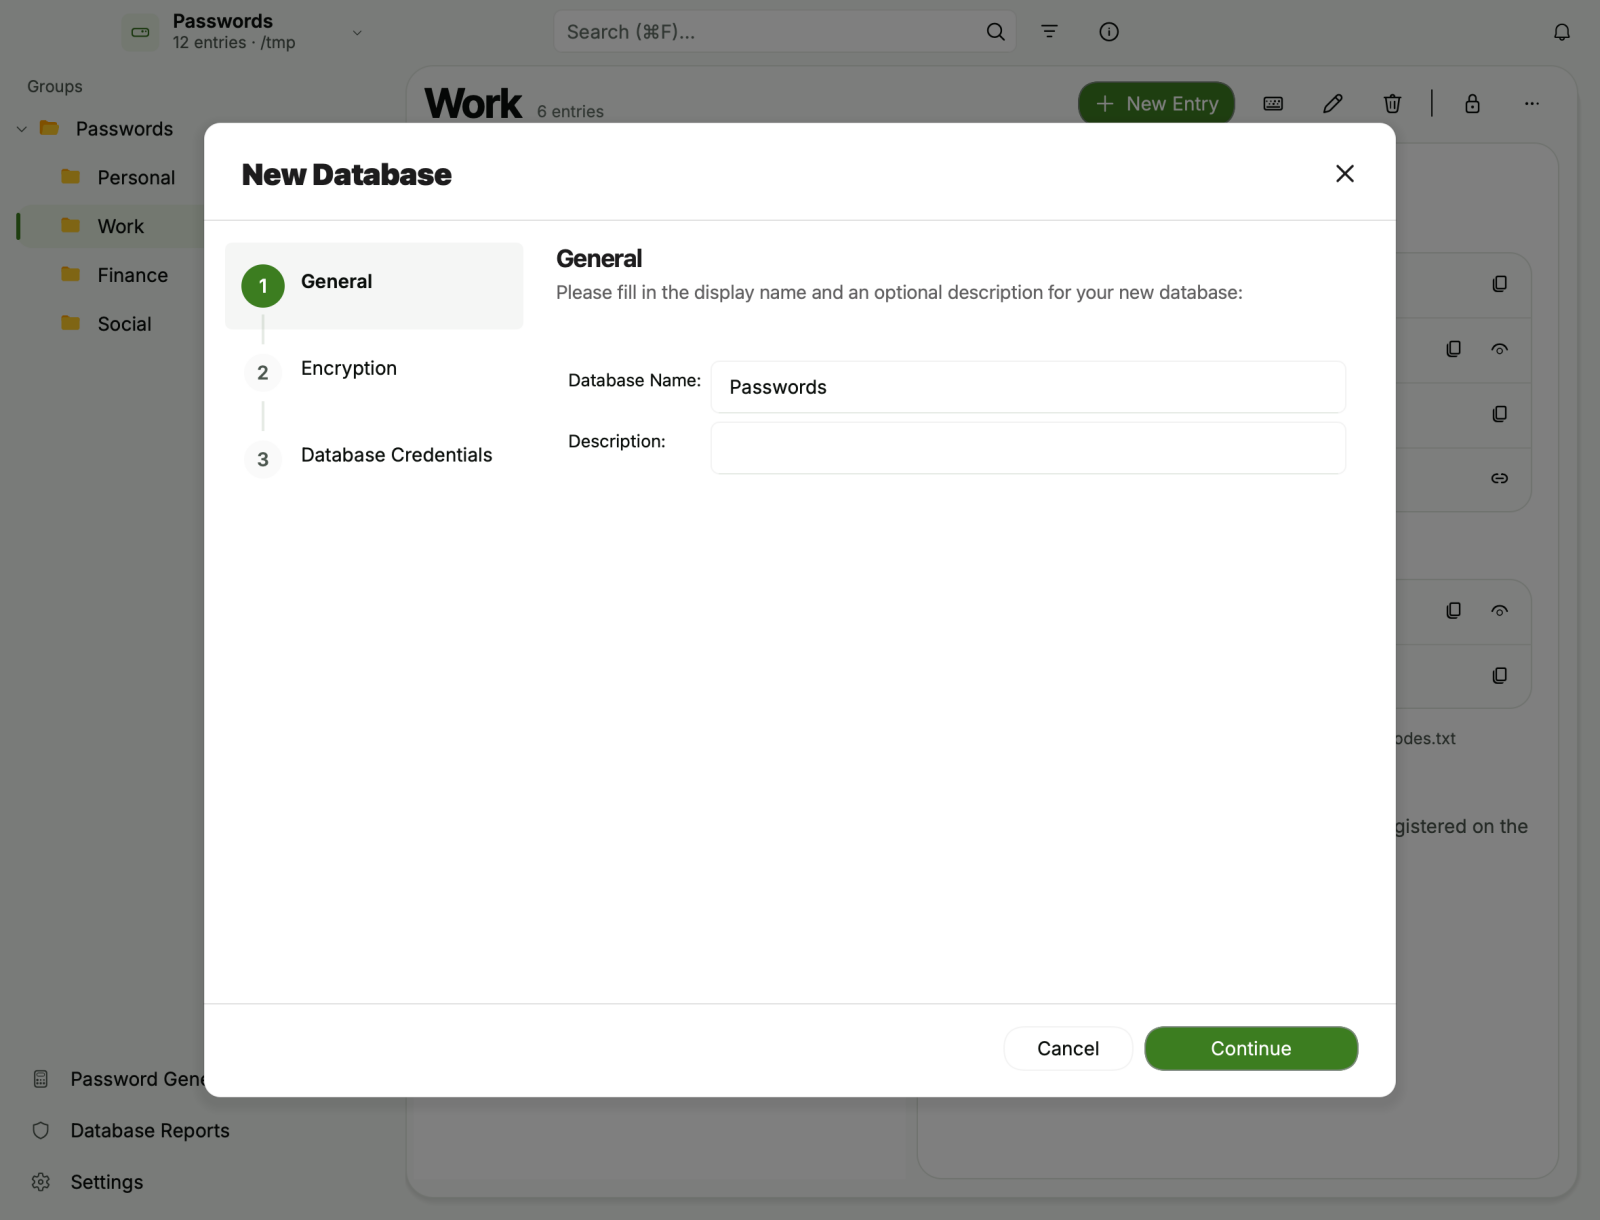 Passwords
12 entries · /tmp
Search (⌘F)...
Groups
Passwords
Personal
Work
Finance
Social
Work
6 entries
New Entry
New Database
1
General
2
Encryption
3
Database Credentials
General
Please fill in the display name and an optional description for your new database:
Database Name:
Passwords
Description:
odes.txt
gistered on the
Cancel
Continue
Password Gene
Database Reports
Settings